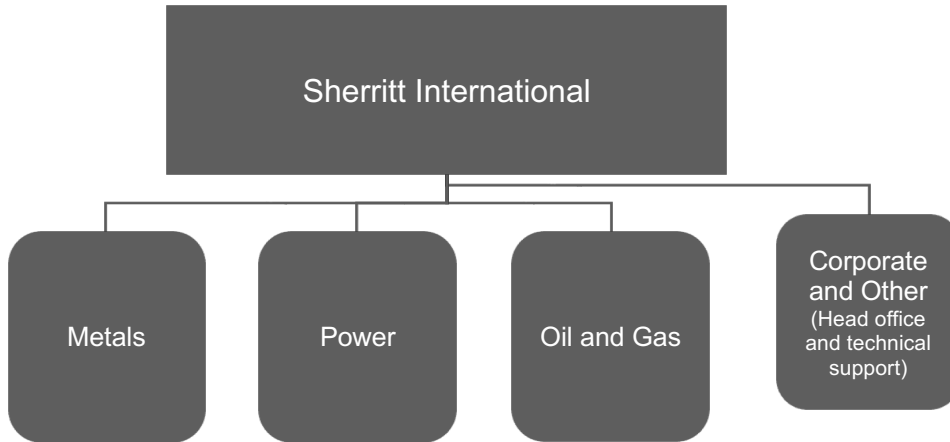 Sherritt International
Metals
Power
Oil and Gas
Corporate
and Other
(Head office
and technical
support)